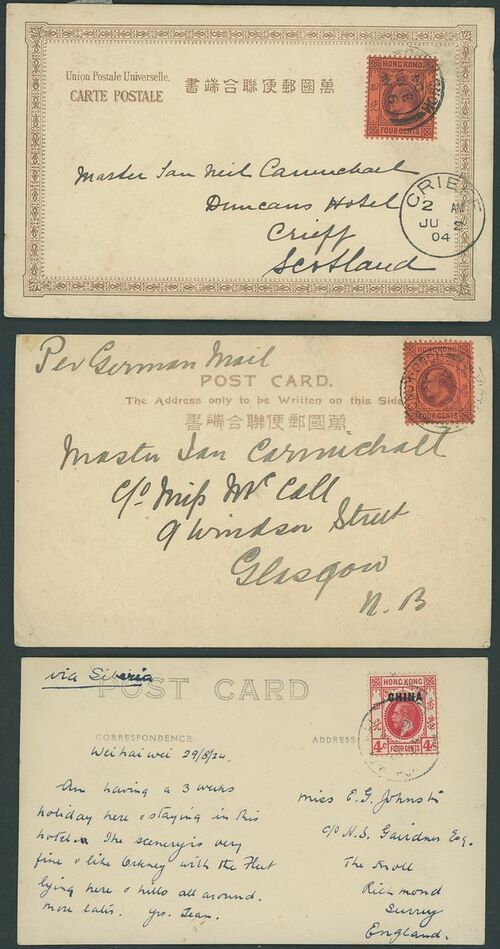 Union Postale Universelle.
CARTE POSTALE
書端合聯便郵國萬
HONG KONG
FOUR CENTS
Master Ian Neil Carmichael
Duncans Hotel
Crieff
Scotland
CRIEFF
2 AM
JU 2
04
Per German Mail
POST CARD.
The Address only to be Written on this Side
書端合聯便郵國萬
HONG KONG
FOUR CENTS
Master Ian Carmichael
c/o Miss McCall
9 Windsor Street
Glasgow
N.B
via Siberia
POST CARD
HONG KONG
CHINA
4c FOUR CENTS 4c
CORRESPONDENCE.
ADDRESS
Weihaiwei 29/8/24.
Am having a 3 weeks
holiday here & staying in this
hotel. The scenery is very
fine & like Orkney with the Fleet
lying here & hills all around.
more later. yrs. Jean.
Miss E.G. Johnst
c/o H.S. Gairdner Esq.
The Knoll
Richmond
Surrey
England.